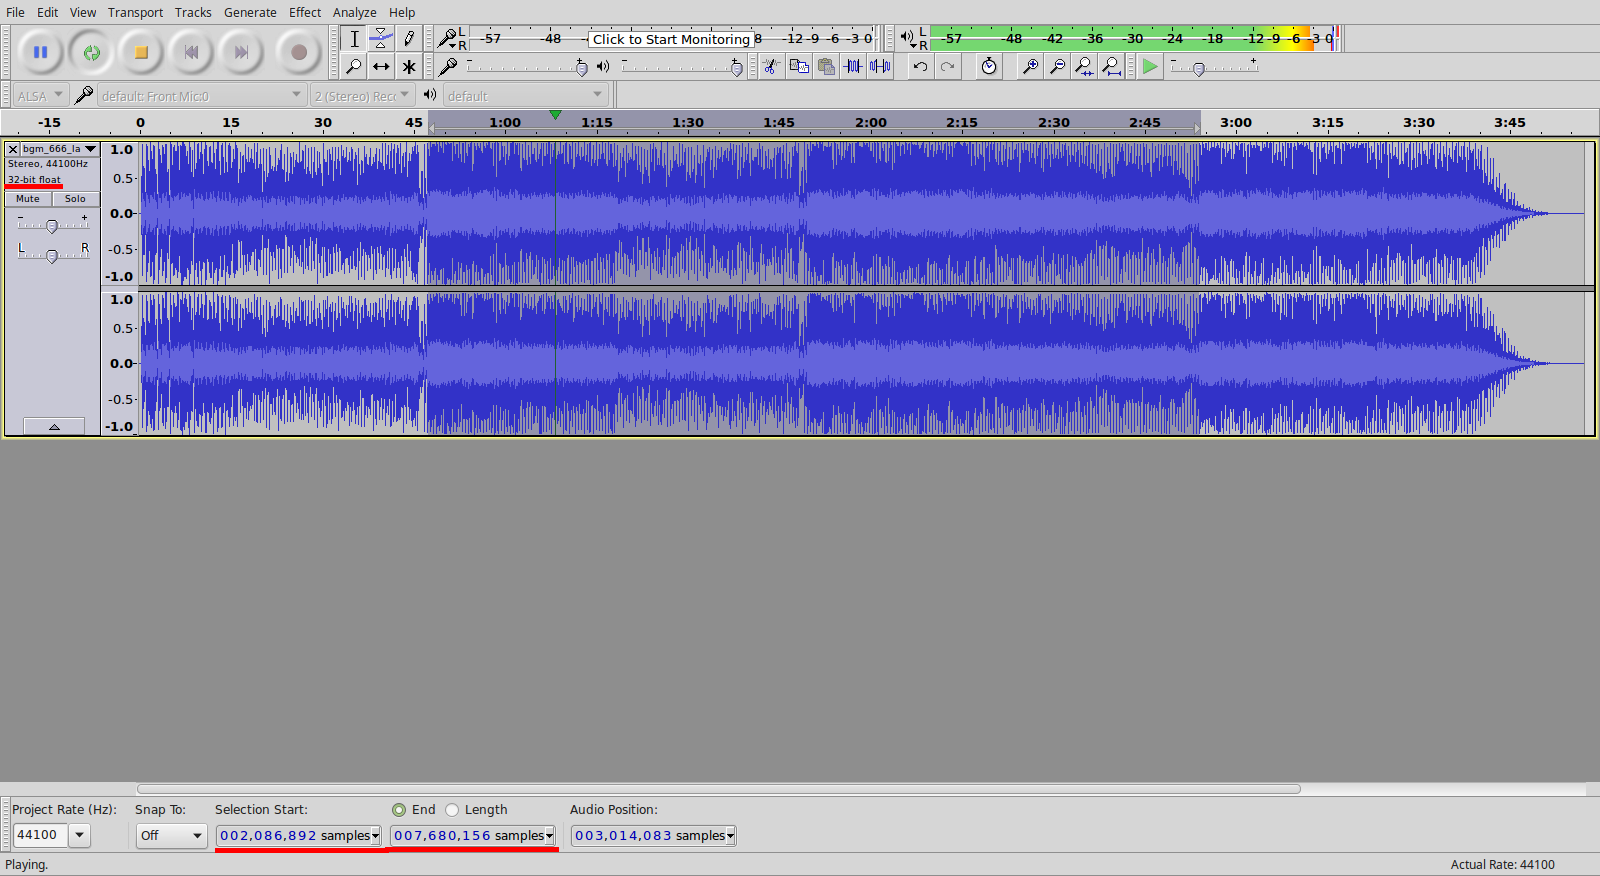 File Edit View Transport Tracks Generate Effect Analyze Help
L R -57 -48 Click to Start Monitoring 8 -12 -9 -6 -3 0
L R -57 -48 -42 -36 -30 -24 -18 -12 -9 -6 -3 0
- + - + - +
ALSA default: Front Mic:0 2 (Stereo) Rec default
-15 0 15 30 45 1:00 1:15 1:30 1:45 2:00 2:15 2:30 2:45 3:00 3:15 3:30 3:45
X bgm_666_la
Stereo, 44100Hz
32-bit float
Mute Solo
- +
L R
1.0
0.5-
0.0-
-0.5-
-1.0
1.0
0.5-
0.0-
-0.5-
-1.0
Project Rate (Hz): Snap To: Selection Start: End Length Audio Position:
44100 Off 002,086,892 samples 007,680,156 samples 003,014,083 samples
Playing. Actual Rate: 44100